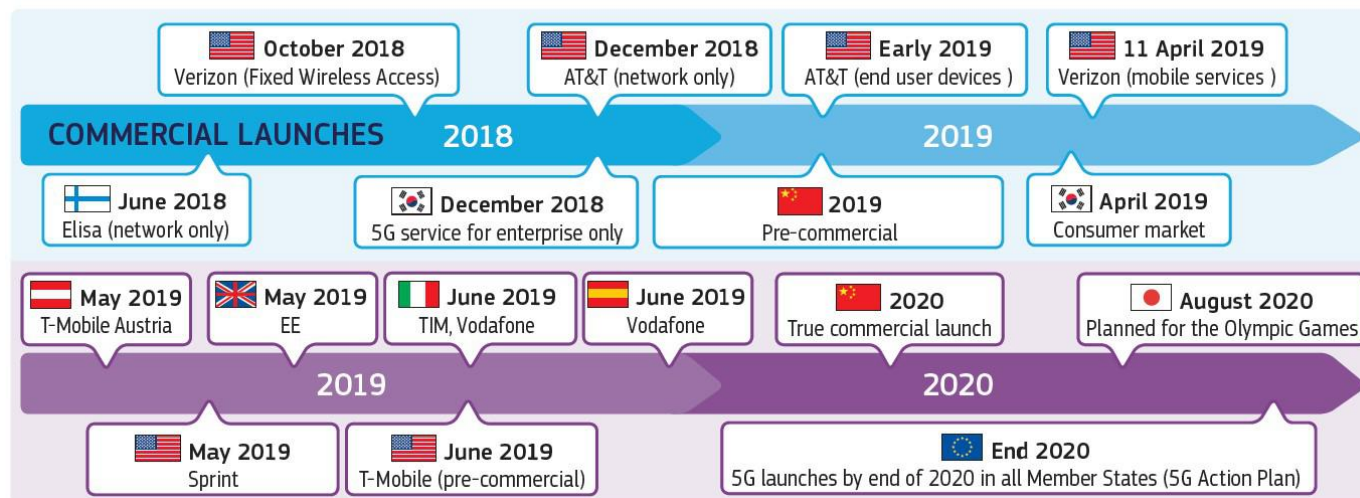 October 2018
Verizon (Fixed Wireless Access)
December 2018
AT&T (network only)
Early 2019
AT&T (end user devices )
11 April 2019
Verizon (mobile services )
COMMERCIAL LAUNCHES
2018
2019
June 2018
Elisa (network only)
December 2018
5G service for enterprise only
2019
Pre-commercial
April 2019
Consumer market
May 2019
T-Mobile Austria
May 2019
EE
June 2019
TIM, Vodafone
June 2019
Vodafone
2020
True commercial launch
August 2020
Planned for the Olympic Games
2019
2020
May 2019
Sprint
June 2019
T-Mobile (pre-commercial)
End 2020
5G launches by end of 2020 in all Member States (5G Action Plan)